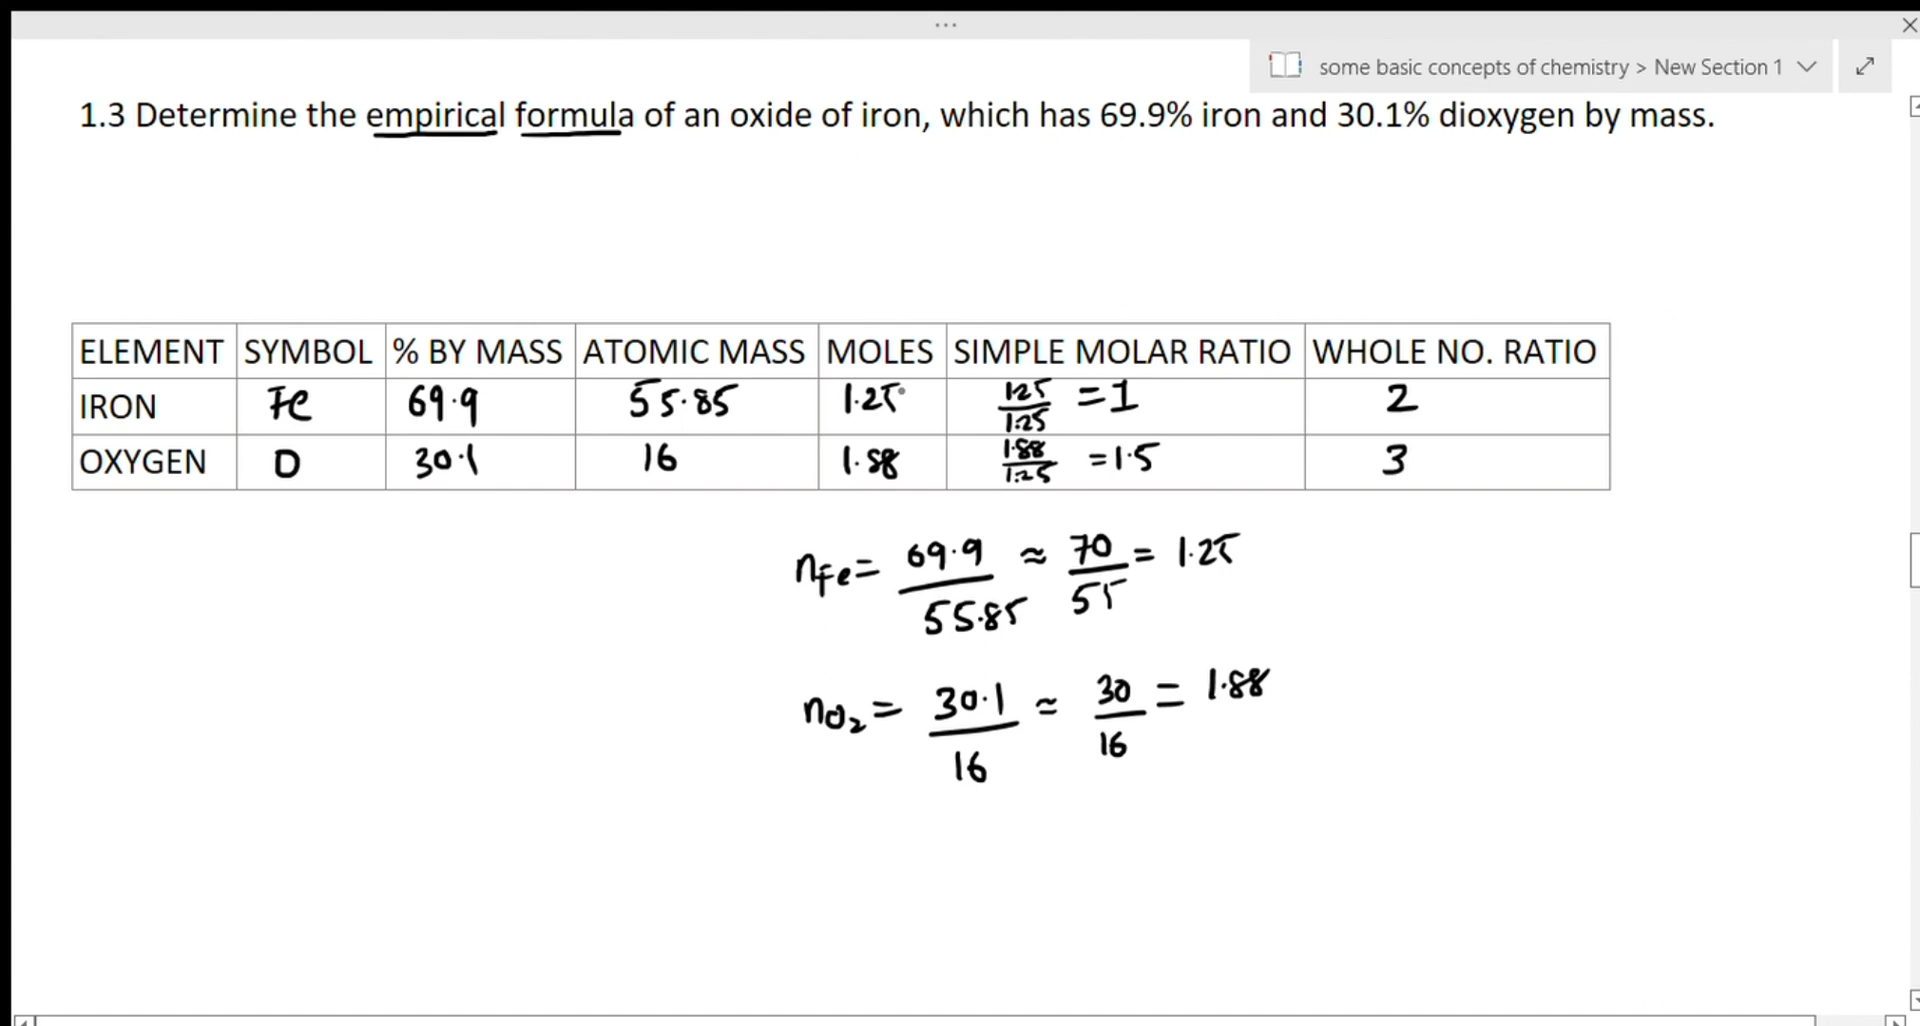 some basic concepts of chemistry > New Section 1
1.3 Determine the empirical formula of an oxide of iron, which has 69.9% iron and 30.1% dioxygen by mass.
ELEMENT SYMBOL % BY MASS ATOMIC MASS MOLES SIMPLE MOLAR RATIO WHOLE NO. RATIO
IRON Fe 69.9 55.85 1.25 1.25/1.25 = 1 2
OXYGEN O 30.1 16 1.88 1.88/1.25 = 1.5 3
nFe = 69.9/55.85 ≈ 70/55 = 1.25
nO₂ = 30.1/16 ≈ 30/16 = 1.88